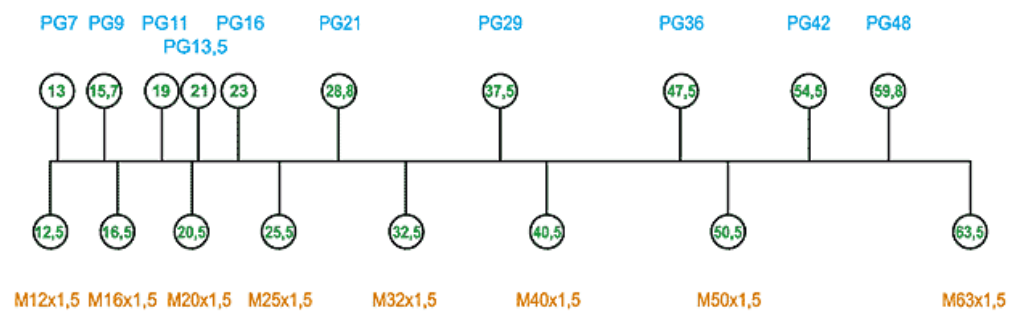 PG7 PG9 PG11 PG16 PG21 PG29 PG36 PG42 PG48
PG13,5
13 15,7 19 21 23 28,8 37,5 47,5 54,5 59,8
12,5 16,5 20,5 25,5 32,5 40,5 50,5 63,5
M12x1,5 M16x1,5 M20x1,5 M25x1,5 M32x1,5 M40x1,5 M50x1,5 M63x1,5